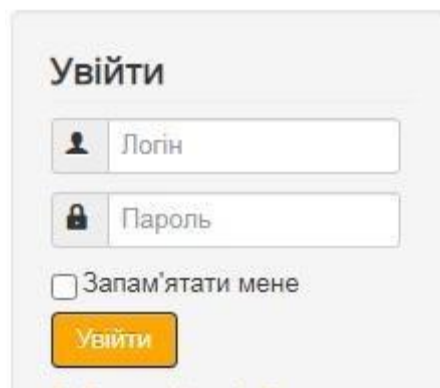 Увійти
Логін
Пароль
Запам'ятати мене
Увійти